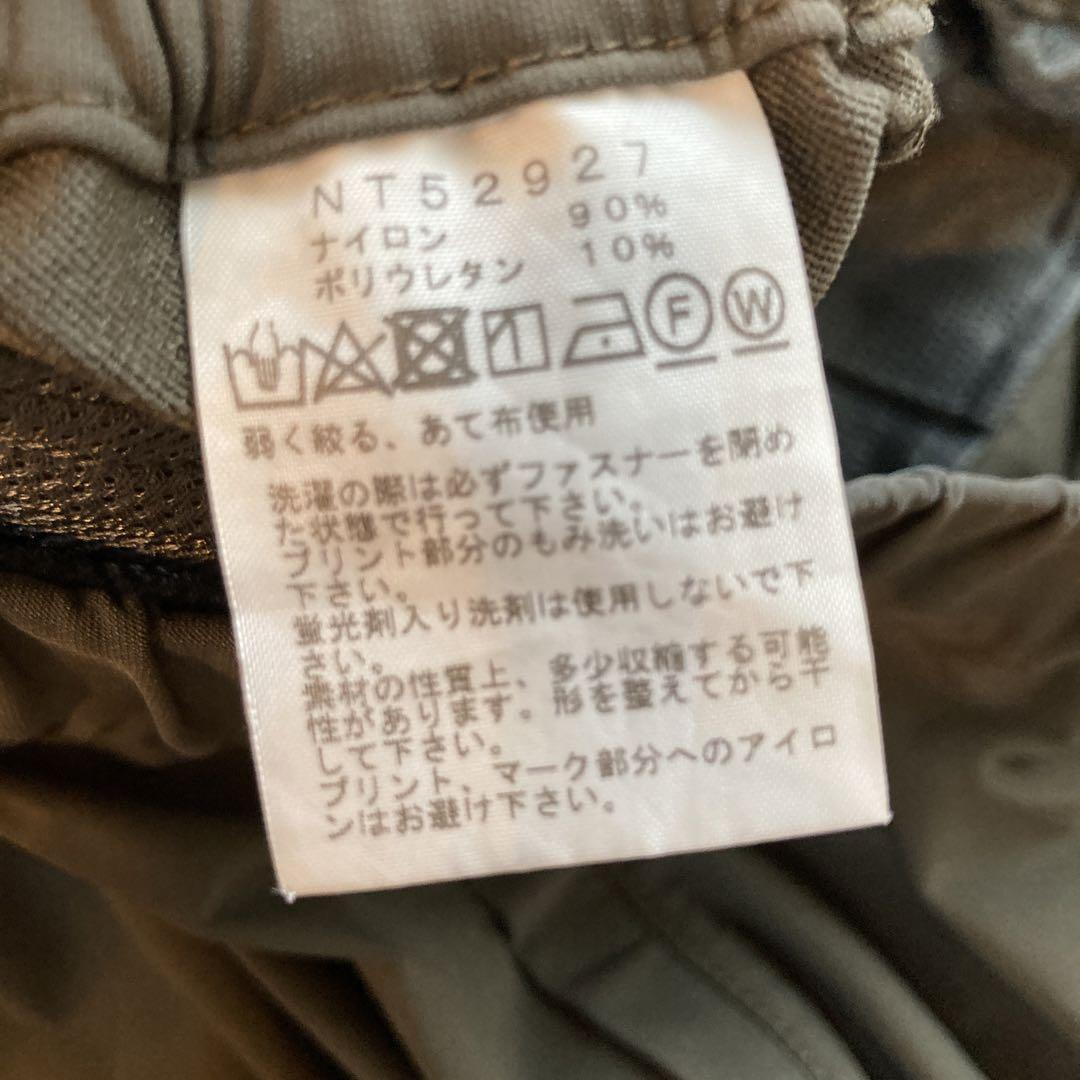 NT52927
ナイロン 90%
ポリウレタン 10%
F W
弱く絞る、あて布使用
洗濯の際は必ずファスナーを閉め
た状態で行って下さい。
プリント部分のもみ洗いはお避け
下さい。
蛍光剤入り洗剤は使用しないで下
さい。
素材の性質上、多少収縮する可能
性があります。形を整えてから干
して下さい。
プリント、マーク部分へのアイロ
ンはお避け下さい。